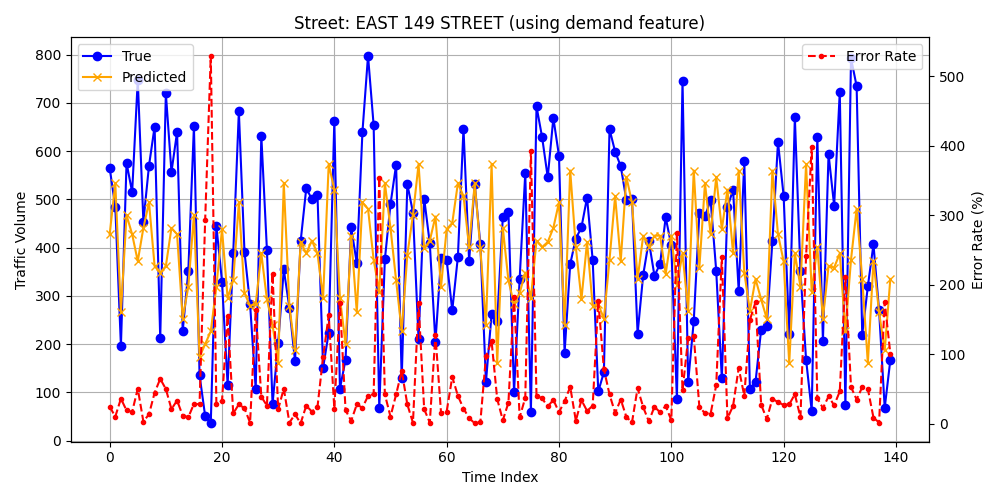 Street: EAST 149 STREET (using demand feature)
True
Predicted
Error Rate
800
700
600
500
400
300
200
100
0
Traffic Volume
500
400
300
200
100
0
Error Rate (%)
0 20 40 60 80 100 120 140
Time Index